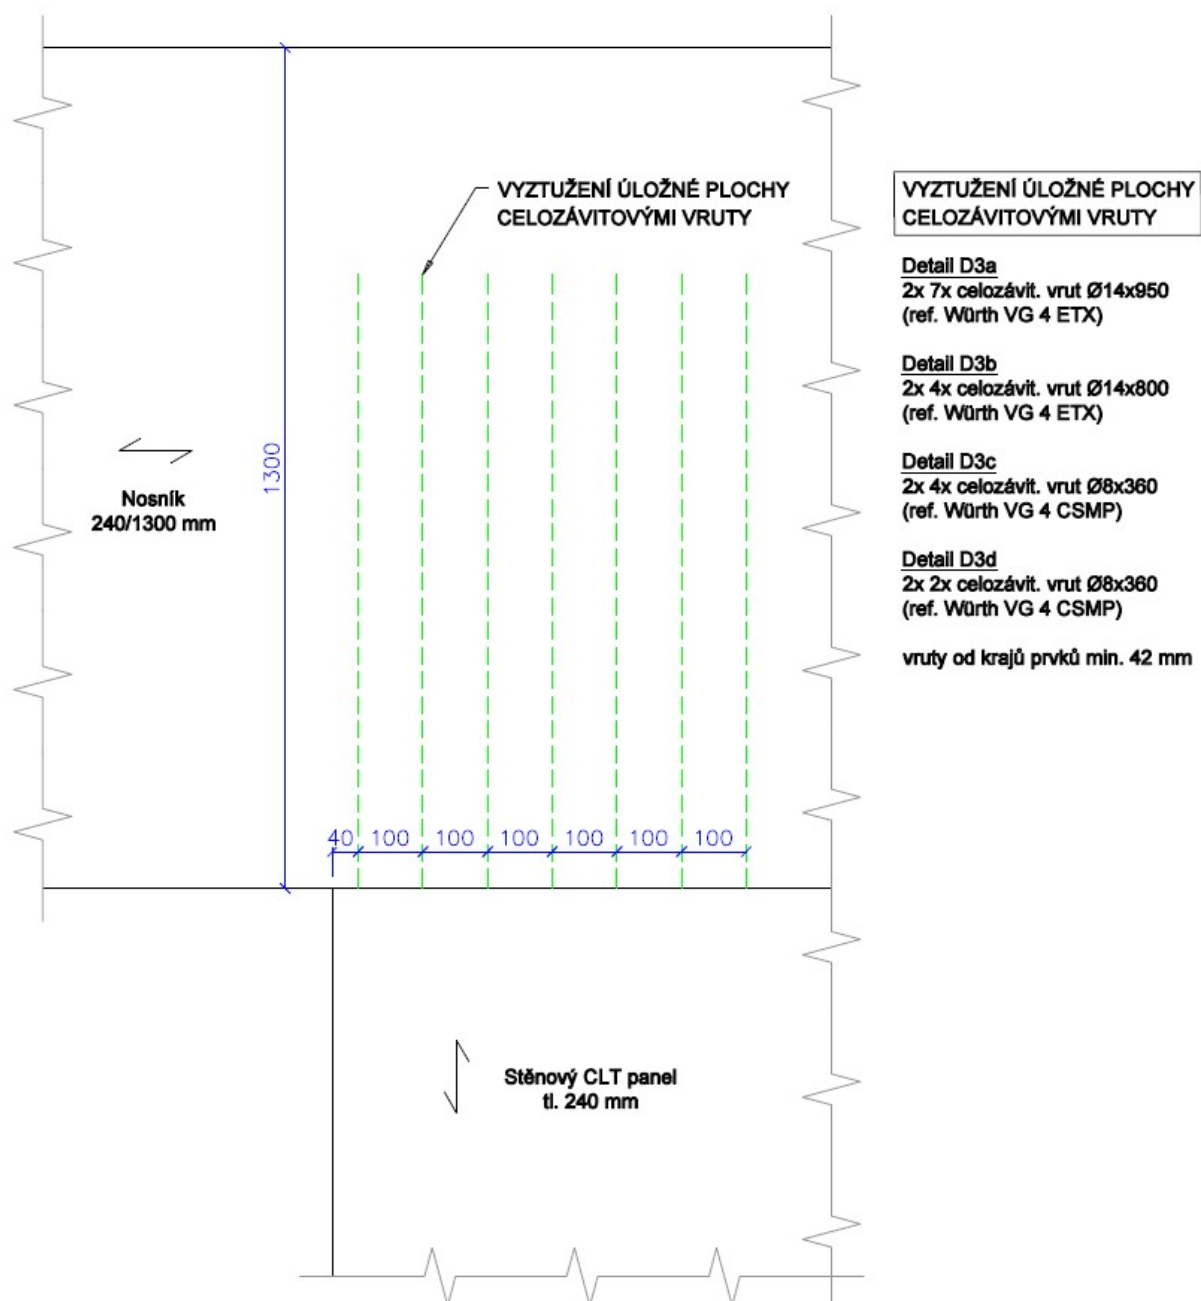 VYZTUŽENÍ ÚLOŽNÉ PLOCHY
CELOZÁVITOVÝMI VRUTY
1300
Nosník
240/1300 mm
40 100 100 100 100 100 100
Stěnový CLT panel
tl. 240 mm
VYZTUŽENÍ ÚLOŽNÉ PLOCHY
CELOZÁVITOVÝMI VRUTY
Detail D3a
2x 7x celozávit. vrut Ø14x950
(ref. Würth VG 4 ETX)
Detail D3b
2x 4x celozávit. vrut Ø14x800
(ref. Würth VG 4 ETX)
Detail D3c
2x 4x celozávit. vrut Ø8x360
(ref. Würth VG 4 CSMP)
Detail D3d
2x 2x celozávit. vrut Ø8x360
(ref. Würth VG 4 CSMP)
vruty od krajů prvků min. 42 mm